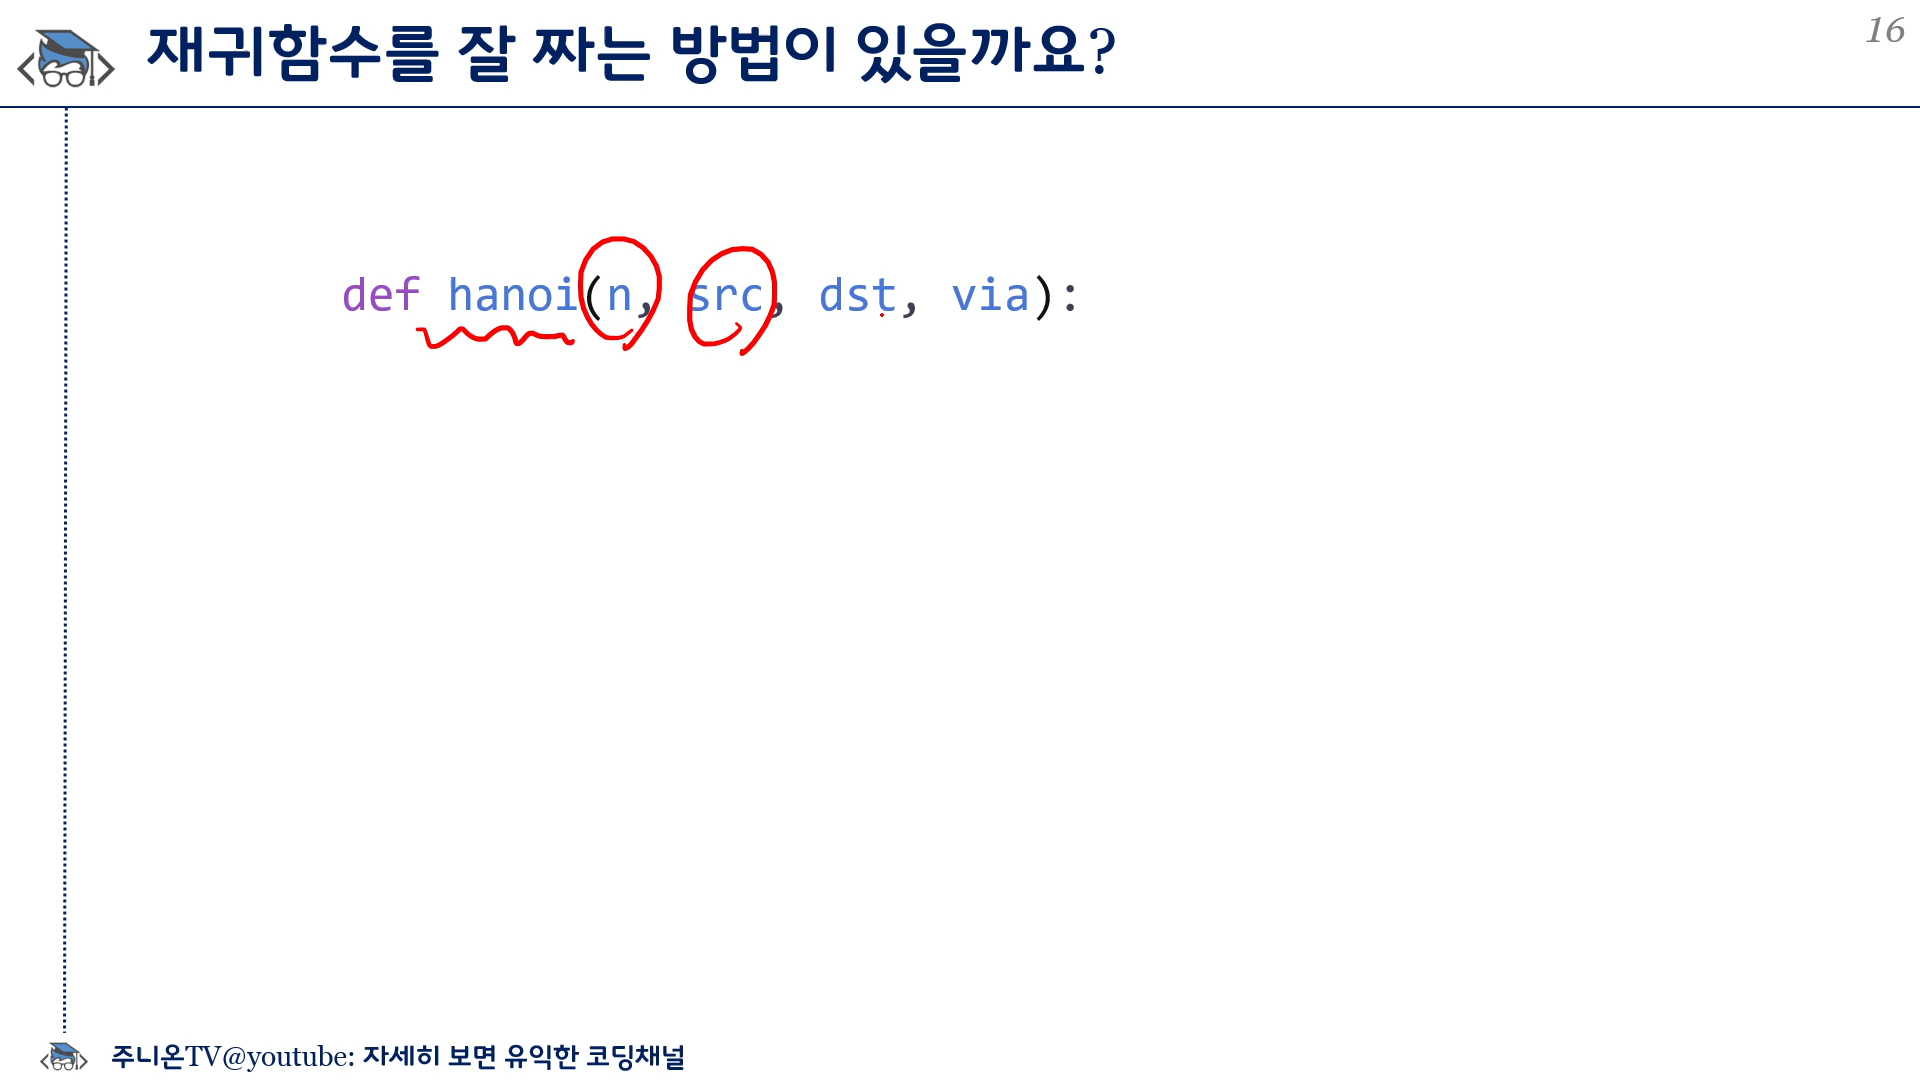 재귀함수를 잘 짜는 방법이 있을까요?
16
def hanoi(n, src, dst, via):
주니온TV@youtube: 자세히 보면 유익한 코딩채널